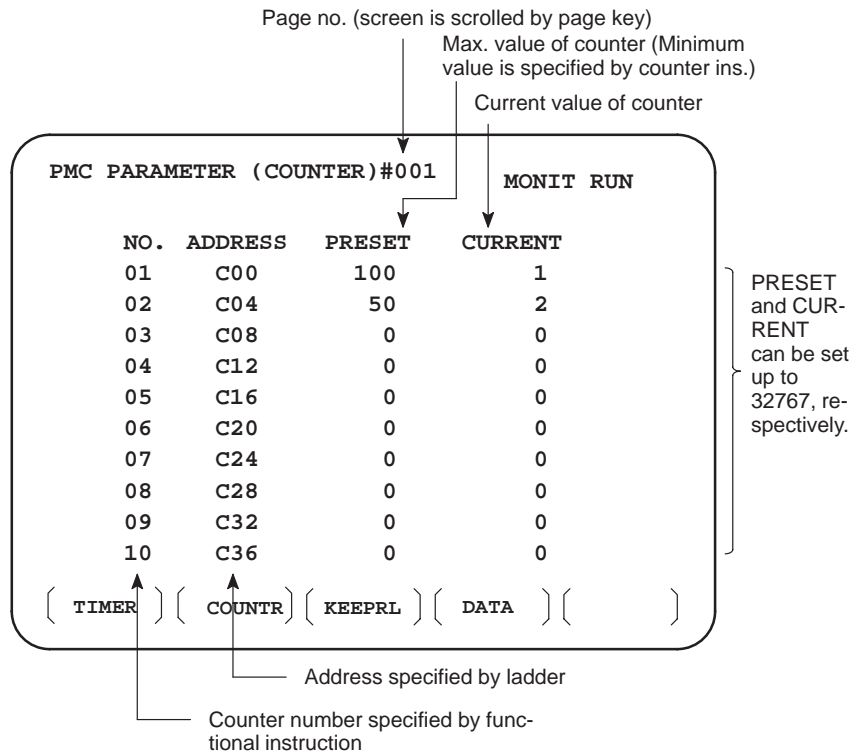 Page no. (screen is scrolled by page key)
Max. value of counter (Minimum
value is specified by counter ins.)
Current value of counter
PMC PARAMETER (COUNTER)#001 MONIT RUN
NO. ADDRESS PRESET CURRENT
01 C00 100 1
02 C04 50 2
03 C08 0 0
04 C12 0 0
05 C16 0 0
06 C20 0 0
07 C24 0 0
08 C28 0 0
09 C32 0 0
10 C36 0 0
PRESET
and CUR-
RENT
can be set
up to
32767, re-
spectively.
TIMER COUNTR KEEPRL DATA
Address specified by ladder
Counter number specified by func-
tional instruction